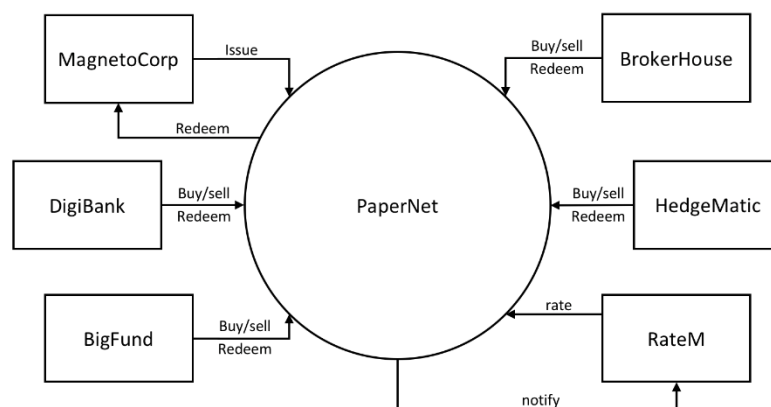 MagnetoCorp
Issue
Redeem
DigiBank
Buy/sell
Redeem
BigFund
Buy/sell
Redeem
PaperNet
Buy/sell
Redeem
BrokerHouse
Buy/sell
Redeem
HedgeMatic
rate
RateM
notify